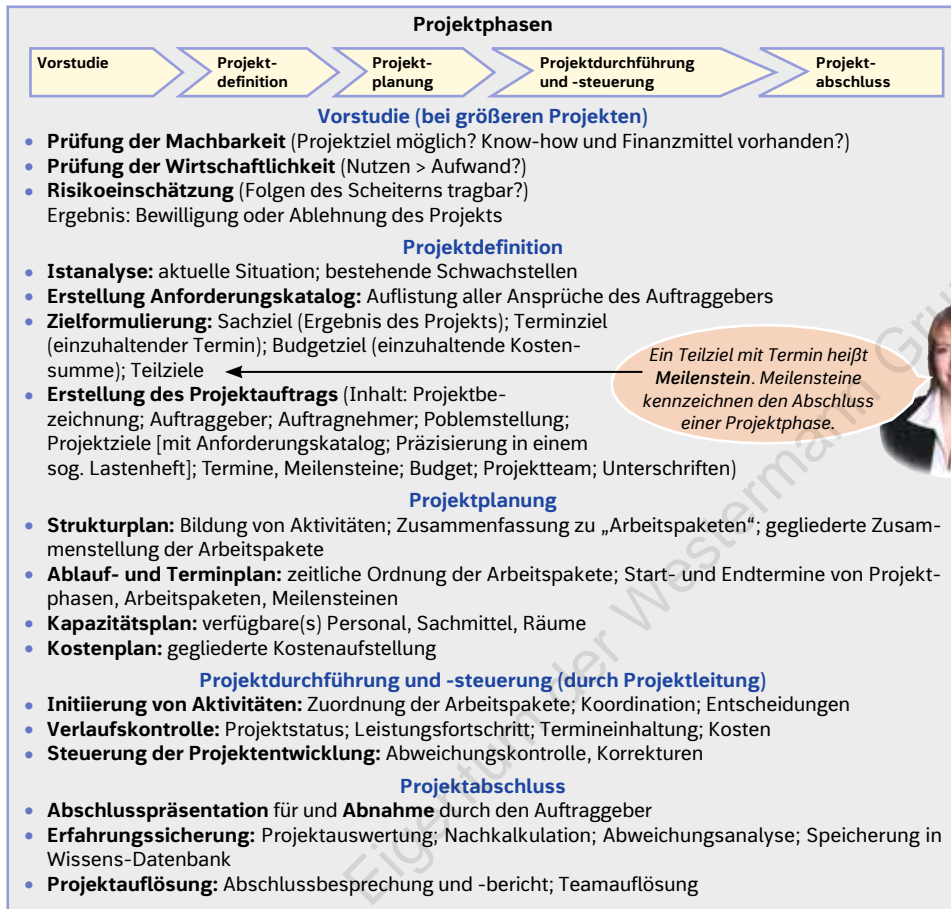 Projektphasen
Vorstudie
Projekt-
definition
Projekt-
planung
Projektdurchführung
und -steuerung
Projekt-
abschluss
Vorstudie (bei größeren Projekten)
• Prüfung der Machbarkeit (Projektziel möglich? Know-how und Finanzmittel vorhanden?)
• Prüfung der Wirtschaftlichkeit (Nutzen > Aufwand?)
• Risikoeinschätzung (Folgen des Scheiterns tragbar?)
Ergebnis: Bewilligung oder Ablehnung des Projekts
Projektdefinition
• Istanalyse: aktuelle Situation; bestehende Schwachstellen
• Erstellung Anforderungskatalog: Auflistung aller Ansprüche des Auftraggebers
• Zielformulierung: Sachziel (Ergebnis des Projekts); Terminziel
(einzuhaltender Termin); Budgetziel (einzuhaltende Kosten-
summe); Teilziele
• Erstellung des Projektauftrags (Inhalt: Projektbe-
zeichnung; Auftraggeber; Auftragnehmer; Poblemstellung;
Projektziele [mit Anforderungskatalog; Präzisierung in einem
sog. Lastenheft]; Termine, Meilensteine; Budget; Projektteam; Unterschriften)
Ein Teilziel mit Termin heißt
Meilenstein. Meilensteine
kennzeichnen den Abschluss
einer Projektphase.
Projektplanung
• Strukturplan: Bildung von Aktivitäten; Zusammenfassung zu „Arbeitspaketen“; gegliederte Zusam-
menstellung der Arbeitspakete
• Ablauf- und Terminplan: zeitliche Ordnung der Arbeitspakete; Start- und Endtermine von Projekt-
phasen, Arbeitspaketen, Meilensteinen
• Kapazitätsplan: verfügbare(s) Personal, Sachmittel, Räume
• Kostenplan: gegliederte Kostenaufstellung
Projektdurchführung und -steuerung (durch Projektleitung)
• Initiierung von Aktivitäten: Zuordnung der Arbeitspakete; Koordination; Entscheidungen
• Verlaufskontrolle: Projektstatus; Leistungsfortschritt; Termineinhaltung; Kosten
• Steuerung der Projektentwicklung: Abweichungskontrolle, Korrekturen
Projektabschluss
• Abschlusspräsentation für und Abnahme durch den Auftraggeber
• Erfahrungssicherung: Projektauswertung; Nachkalkulation; Abweichungsanalyse; Speicherung in
Wissens-Datenbank
• Projektauflösung: Abschlussbesprechung und -bericht; Teamauflösung
Eigentum der Westermann